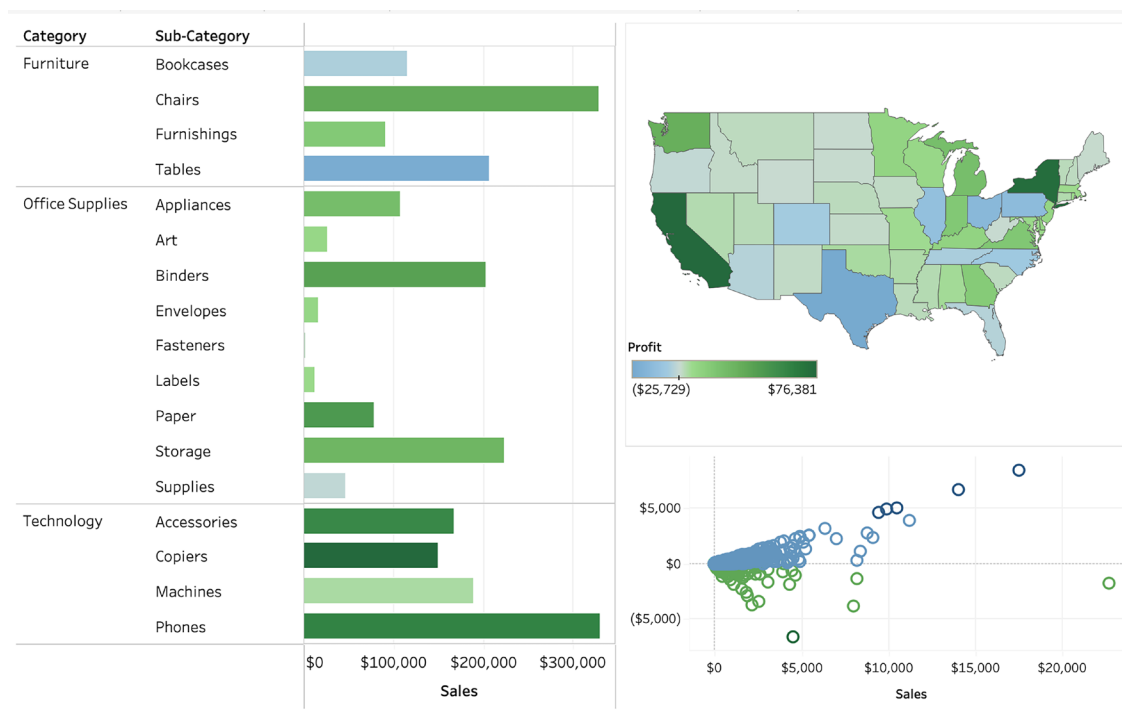 Category Sub-Category
Furniture Bookcases
Chairs
Furnishings
Tables
Office Supplies Appliances
Art
Binders
Envelopes
Fasteners
Labels
Paper
Storage
Supplies
Technology Accessories
Copiers
Machines
Phones
$0 $100,000 $200,000 $300,000
Sales
Profit
($25,729) $76,381
$5,000
$0
($5,000)
$0 $5,000 $10,000 $15,000 $20,000
Sales